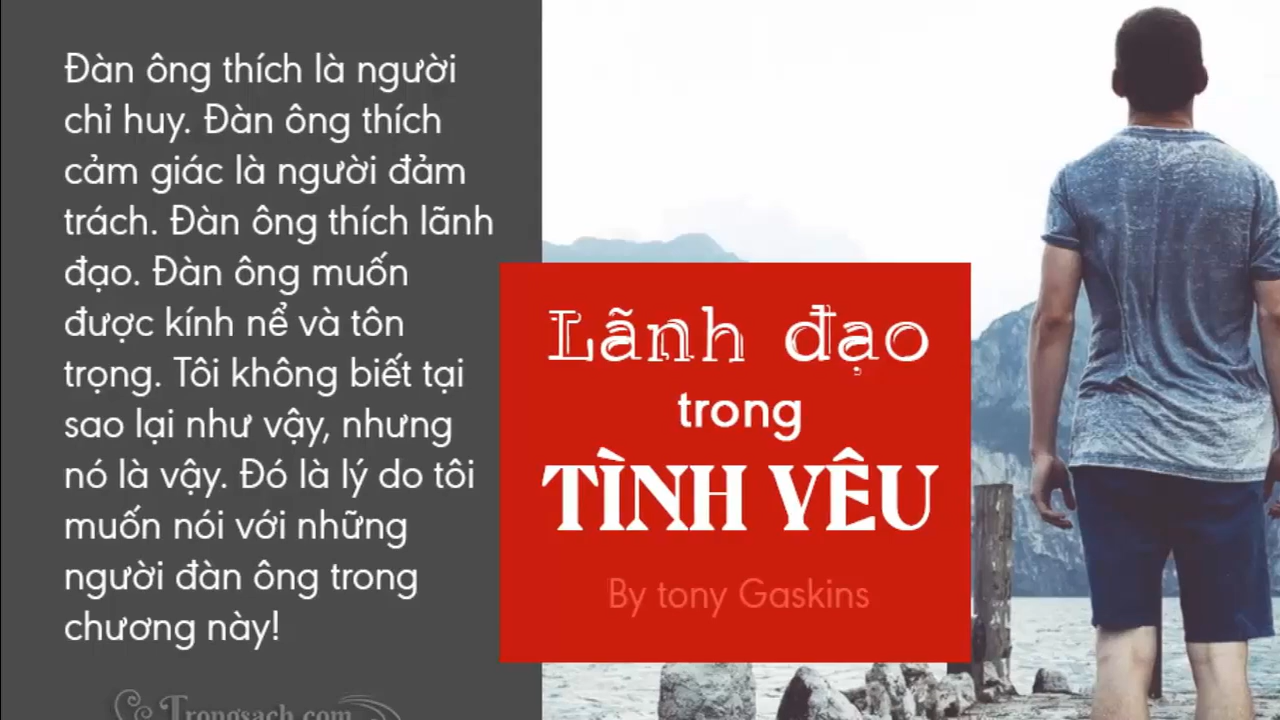 Đàn ông thích là người
chỉ huy. Đàn ông thích
cảm giác là người đảm
trách. Đàn ông thích lãnh
đạo. Đàn ông muốn
được kính nể và tôn
trọng. Tôi không biết tại
sao lại như vậy, nhưng
nó là vậy. Đó là lý do tôi
muốn nói với những
người đàn ông trong
chương này!
Lãnh đạo
trong
TÌNH YÊU
By tony Gaskins
Trongsach.com